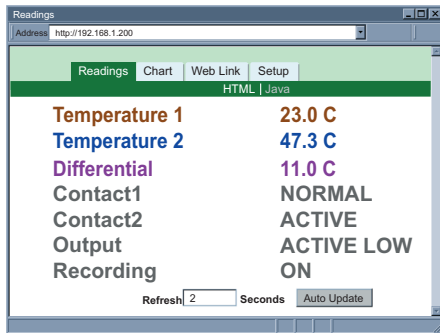 Readings
Address http://192.168.1.200
Readings Chart Web Link Setup
HTML | Java
Temperature 1 23.0 C
Temperature 2 47.3 C
Differential 11.0 C
Contact1 NORMAL
Contact2 ACTIVE
Output ACTIVE LOW
Recording ON
Refresh 2 Seconds Auto Update